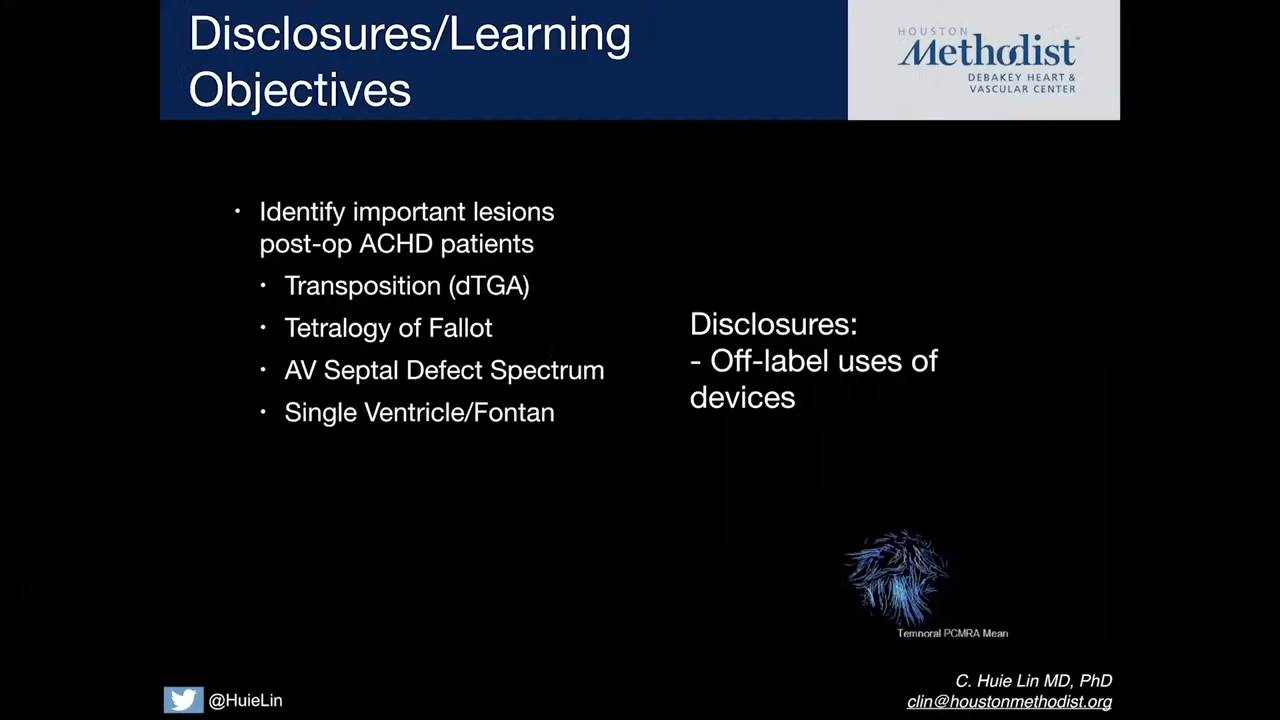 Disclosures/Learning
Objectives
HOUSTON
Methodist
DEBAKEY HEART &
VASCULAR CENTER
• Identify important lesions
post-op ACHD patients
• Transposition (dTGA)
• Tetralogy of Fallot
• AV Septal Defect Spectrum
• Single Ventricle/Fontan
Disclosures:
- Off-label uses of
devices
Temporal PCMRA Mean
@HuieLin
C. Huie Lin MD, PhD
clin@houstonmethodist.org